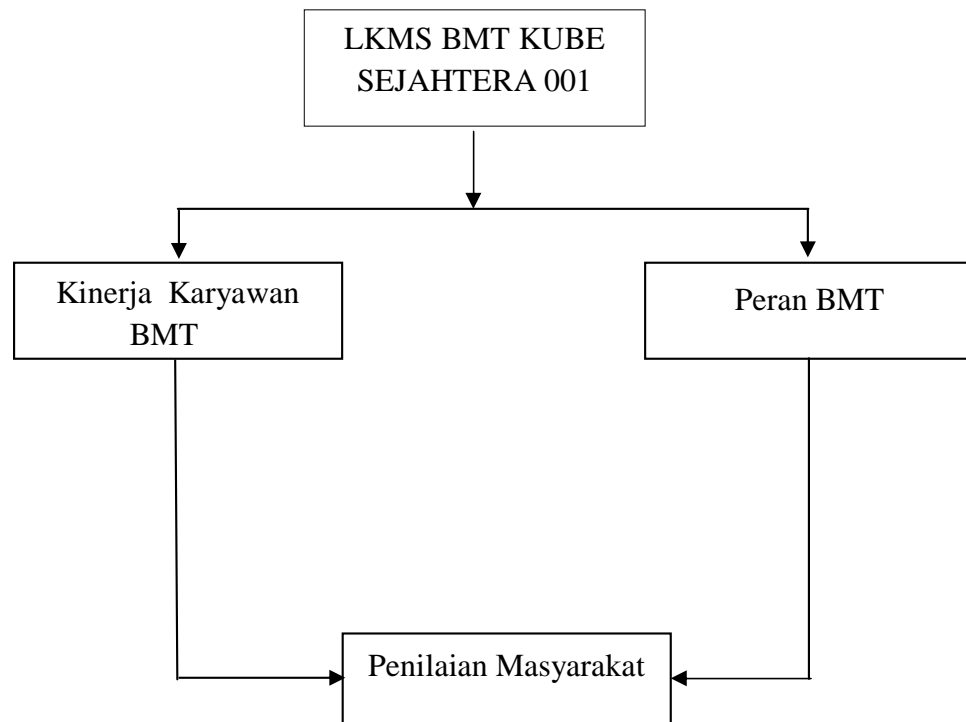 LKMS BMT KUBE
SEJAHTERA 001
Kinerja Karyawan
BMT
Peran BMT
Penilaian Masyarakat